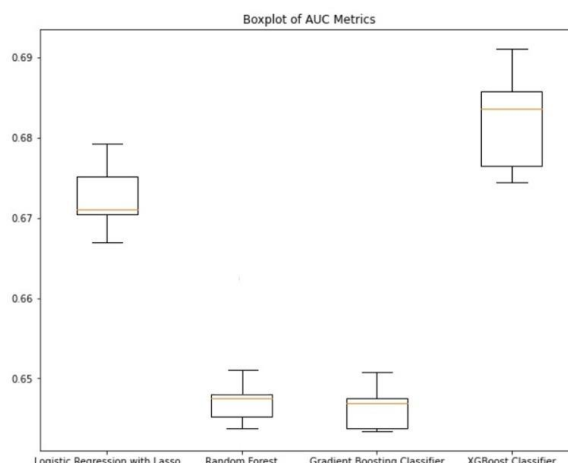 Boxplot of AUC Metrics
0.69
0.68
0.67
0.66
0.65
Logistic Regression with Lasso Random Forest Gradient Boosting Classifier XGBoost Classifier